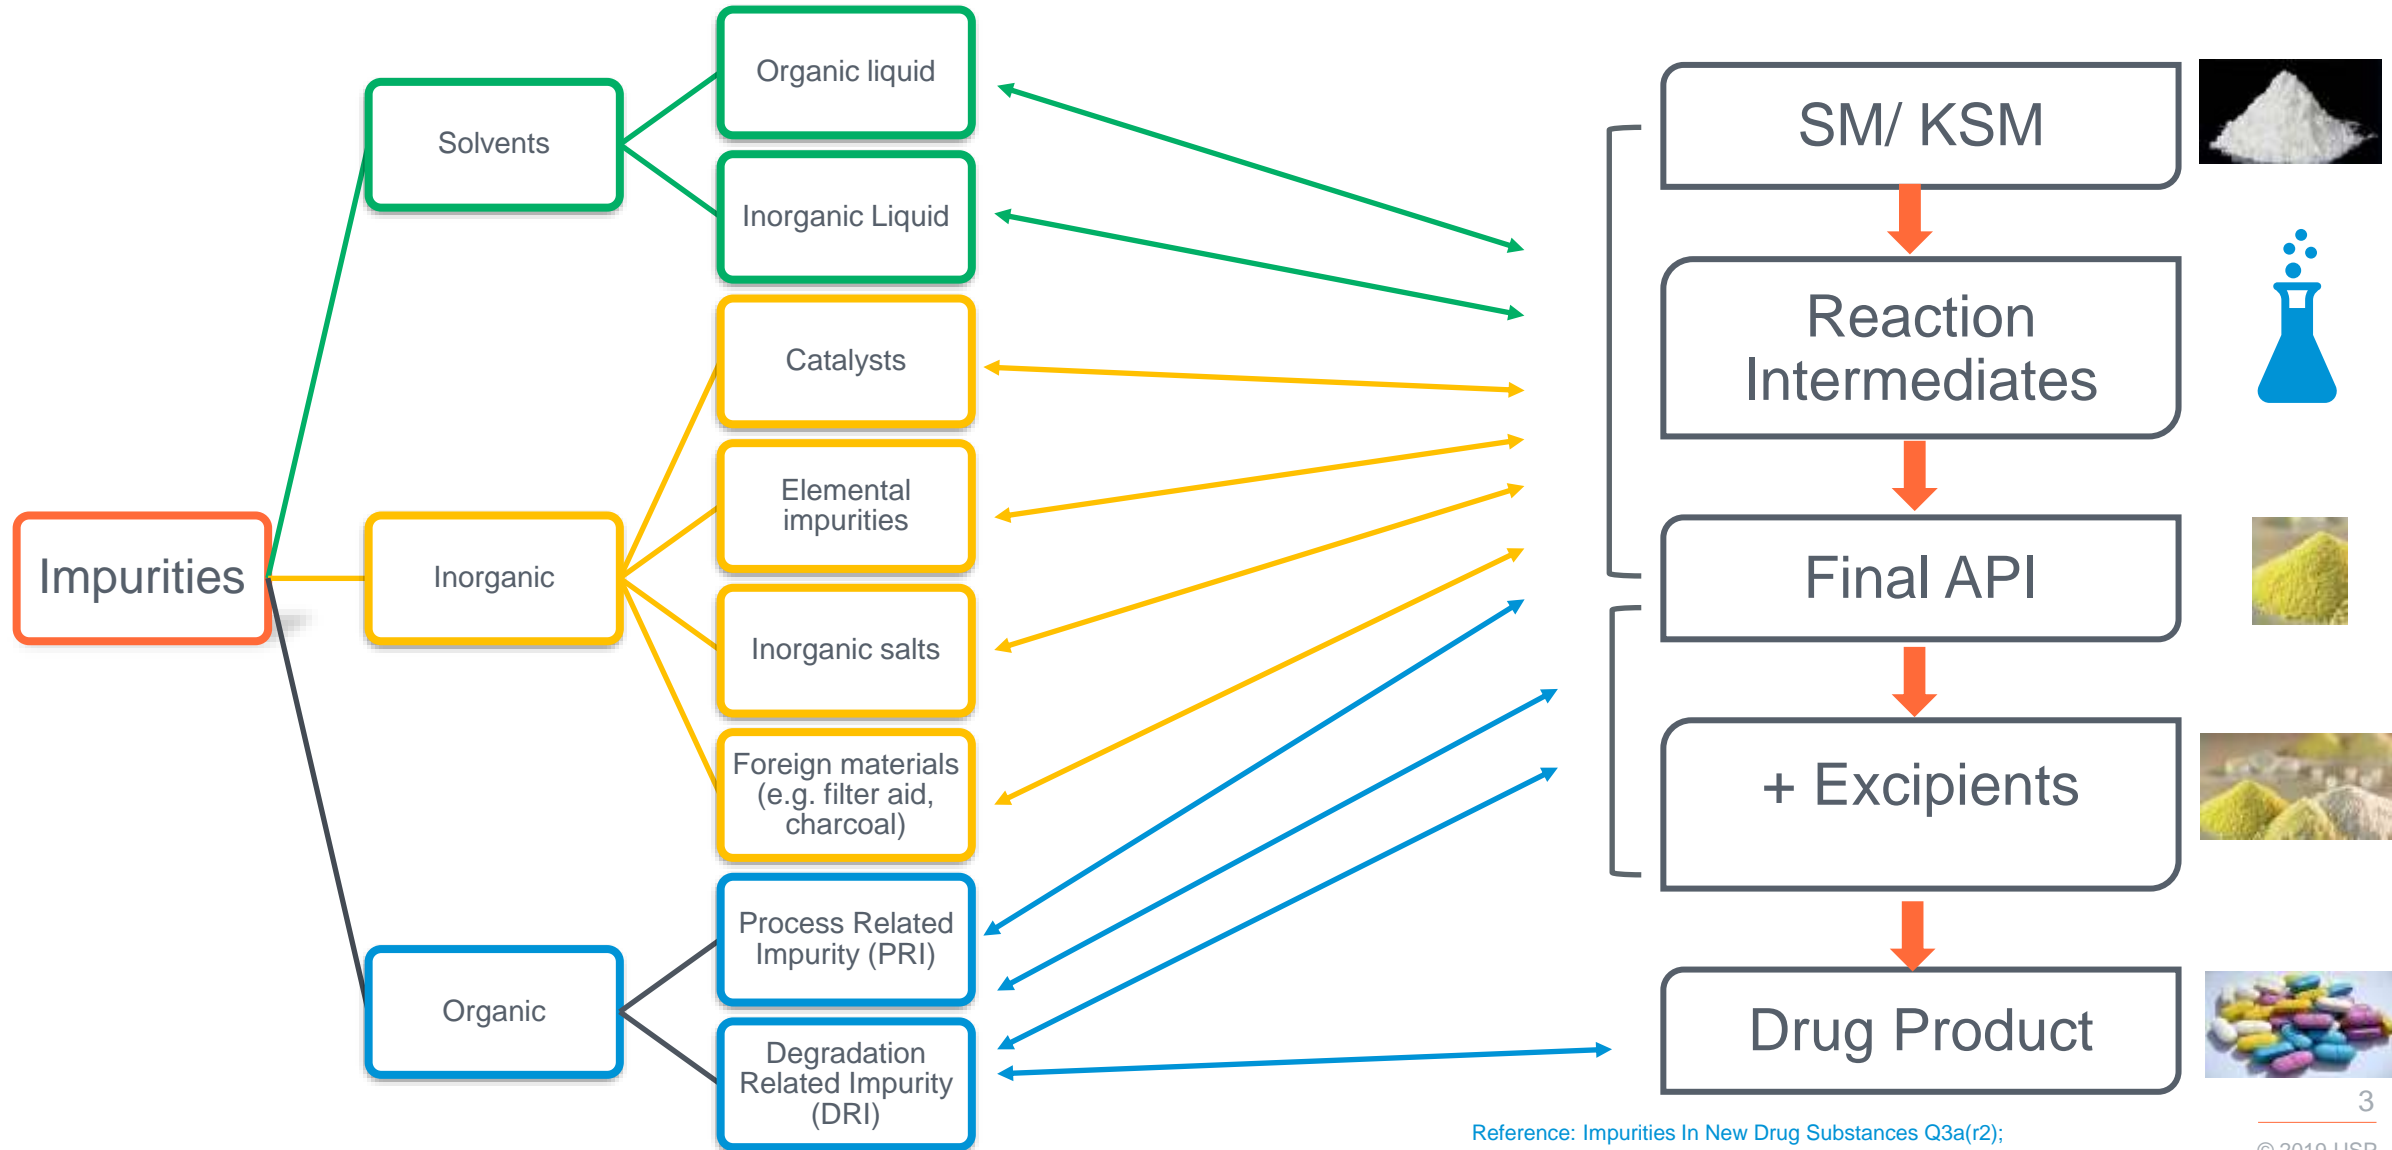 Impurities
Solvents
Inorganic
Organic
Organic liquid
Inorganic Liquid
Catalysts
Elemental
impurities
Inorganic salts
Foreign materials
(e.g. filter aid,
charcoal)
Process Related
Impurity (PRI)
Degradation
Related Impurity
(DRI)
SM/ KSM
Reaction
Intermediates
Final API
+ Excipients
Drug Product
Reference: Impurities In New Drug Substances Q3a(r2);
3
© 2019 USP